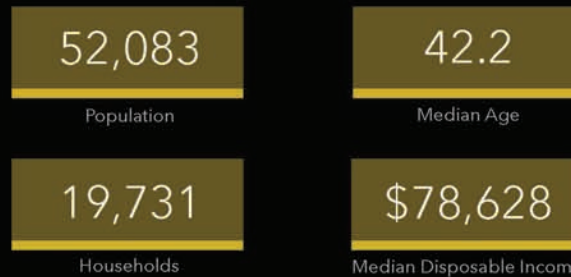 52,083
42.2
Population
Median Age
19,731
$78,628
Households
Median Disposable Incom